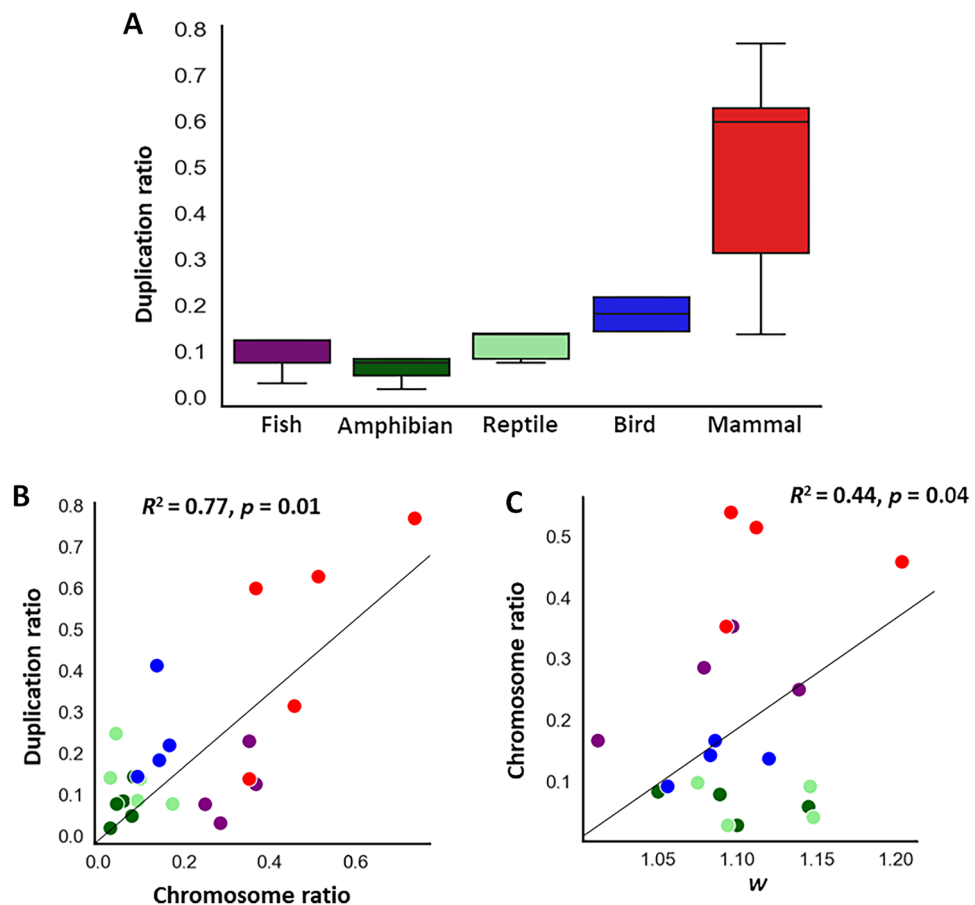 A
Duplication ratio
0.8
0.7
0.6
0.5
0.4
0.3
0.2
0.1
0.0
Fish Amphibian Reptile Bird Mammal
B
R² = 0.77, p = 0.01
Duplication ratio
0.8
0.7
0.6
0.5
0.4
0.3
0.2
0.1
0.0
0.0 0.2 0.4 0.6
Chromosome ratio
C
R² = 0.44, p = 0.04
Chromosome ratio
0.5
0.4
0.3
0.2
0.1
1.05 1.10 1.15 1.20
w